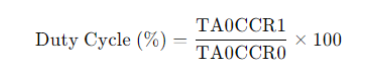 Duty Cycle (%) = TA0CCR1 / TA0CCR0 × 100